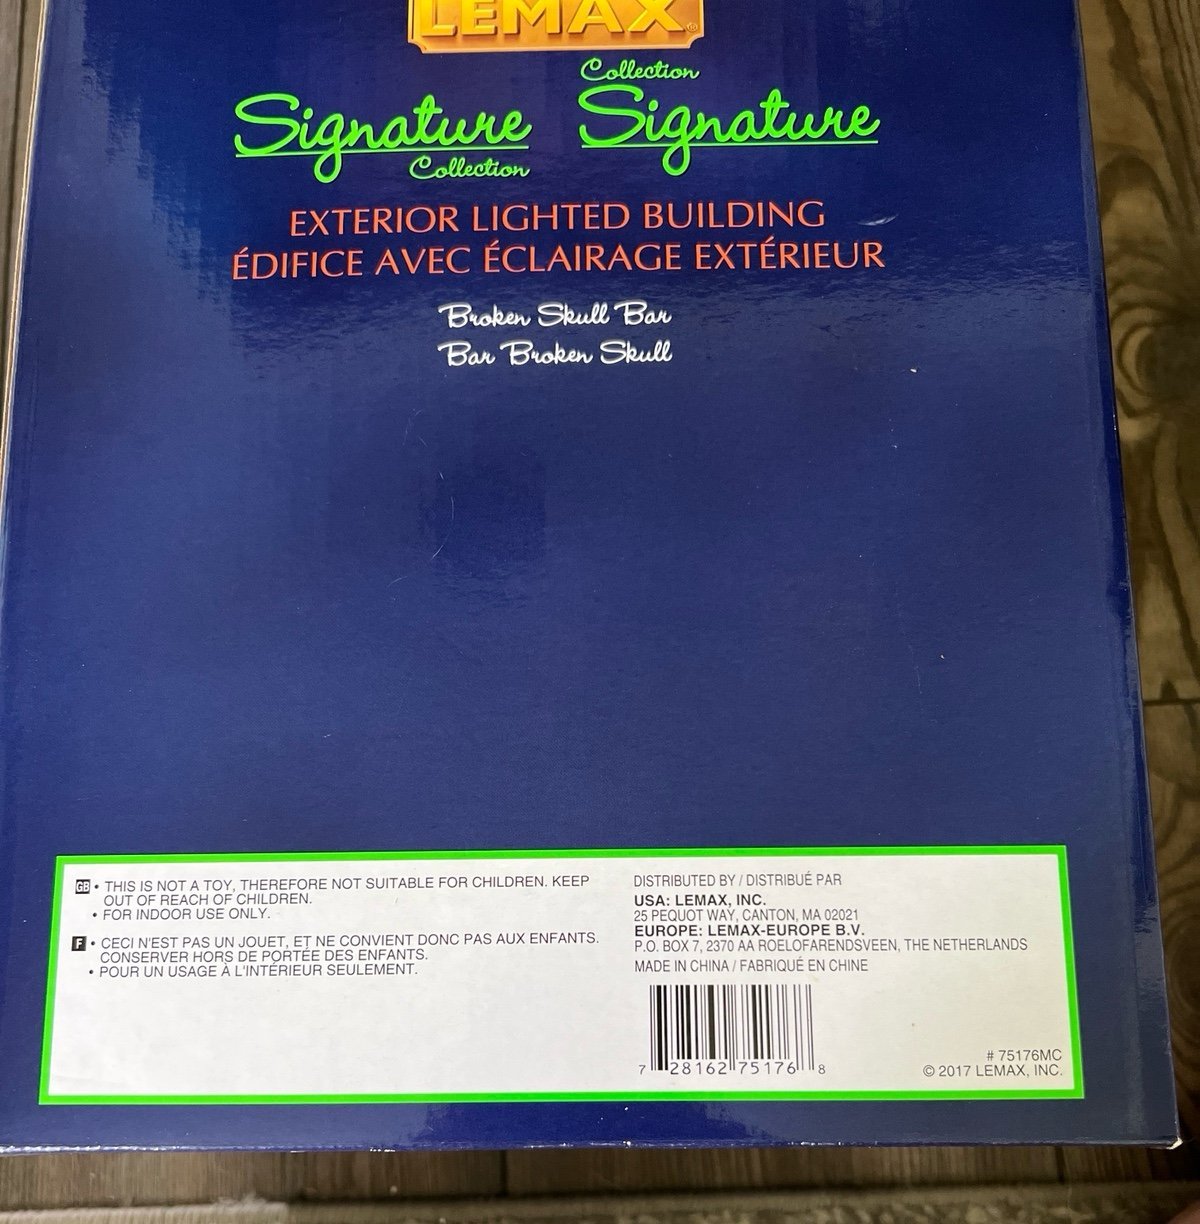 LEMAX
Signature
Collection
Collection
Signature
EXTERIOR LIGHTED BUILDING
ÉDIFICE AVEC ÉCLAIRAGE EXTÉRIEUR
Broken Skull Bar
Bar Broken Skull
GB • THIS IS NOT A TOY, THEREFORE NOT SUITABLE FOR CHILDREN. KEEP
OUT OF REACH OF CHILDREN.
• FOR INDOOR USE ONLY.
F • CECI N'EST PAS UN JOUET, ET NE CONVIENT DONC PAS AUX ENFANTS.
CONSERVER HORS DE PORTÉE DES ENFANTS.
• POUR UN USAGE À L'INTÉRIEUR SEULEMENT.
DISTRIBUTED BY / DISTRIBUÉ PAR
USA: LEMAX, INC.
25 PEQUOT WAY, CANTON, MA 02021
EUROPE: LEMAX-EUROPE B.V.
P.O. BOX 7, 2370 AA ROELOFARENDSVEEN, THE NETHERLANDS
MADE IN CHINA / FABRIQUÉ EN CHINE
7 28162 75176 8
# 75176MC
© 2017 LEMAX, INC.